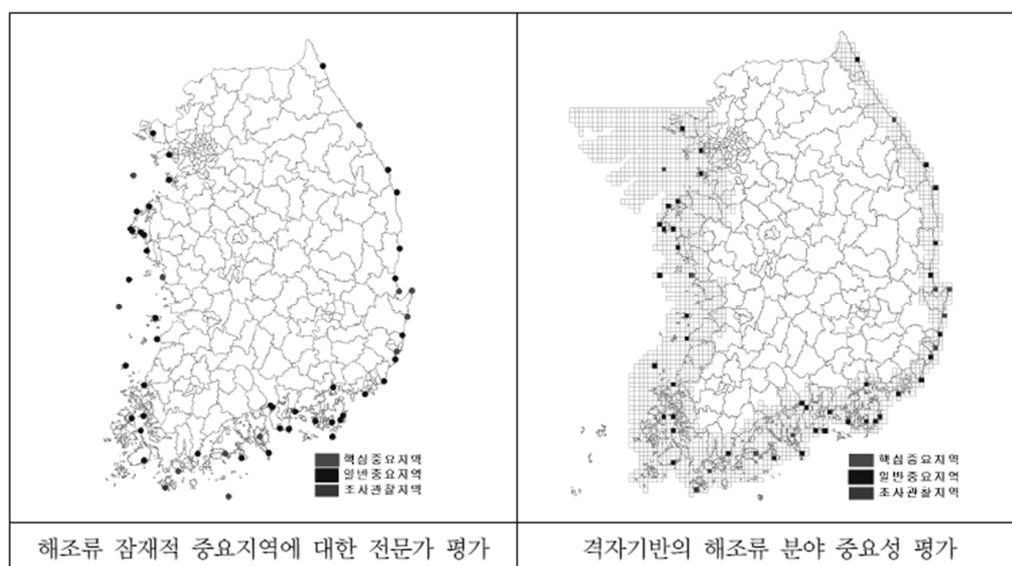 핵심중요지역
일반중요지역
조사관찰지역
핵심중요지역
일반중요지역
조사관찰지역
해조류 잠재적 중요지역에 대한 전문가 평가
격자기반의 해조류 분야 중요성 평가